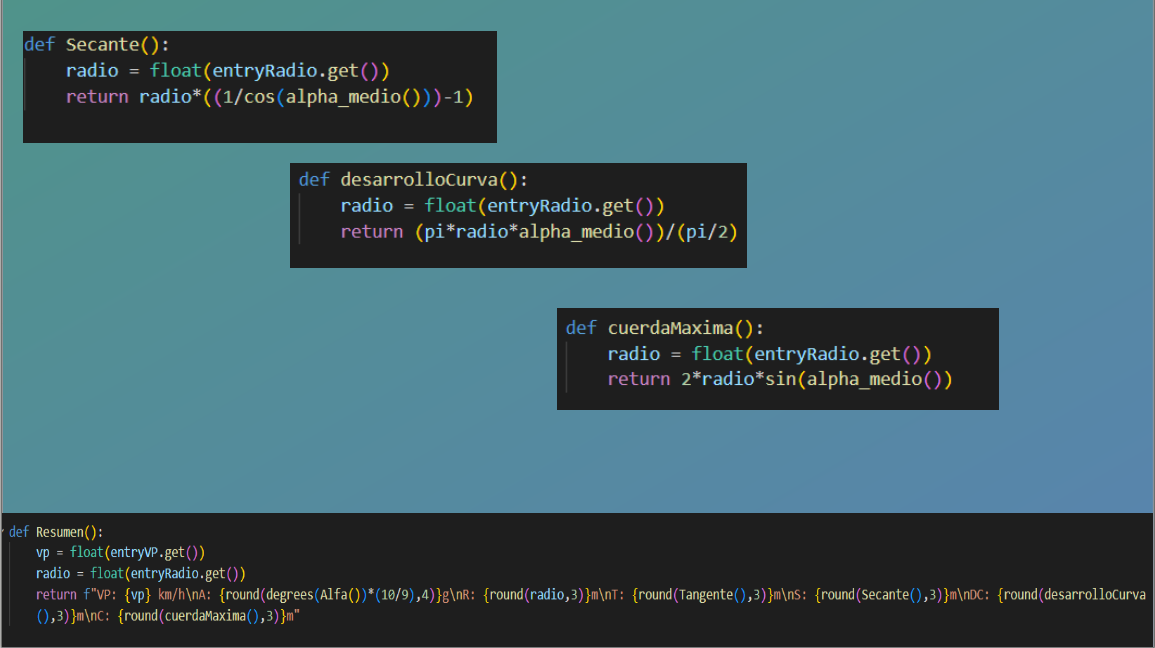 def Secante():
    radio = float(entryRadio.get())
    return radio*((1/cos(alpha_medio()))-1)
def desarrolloCurva():
    radio = float(entryRadio.get())
    return (pi*radio*alpha_medio())/(pi/2)
def cuerdaMaxima():
    radio = float(entryRadio.get())
    return 2*radio*sin(alpha_medio())
def Resumen():
    vp = float(entryVP.get())
    radio = float(entryRadio.get())
    return f"VP: {vp} km/h\nA: {round(degrees(Alfa())*(10/9),4)}g\nR: {round(radio,3)}m\nT: {round(Tangente(),3)}m\nS: {round(Secante(),3)}m\nDC: {round(desarrolloCurva
    (),3)}m\nC: {round(cuerdaMaxima(),3)}m"